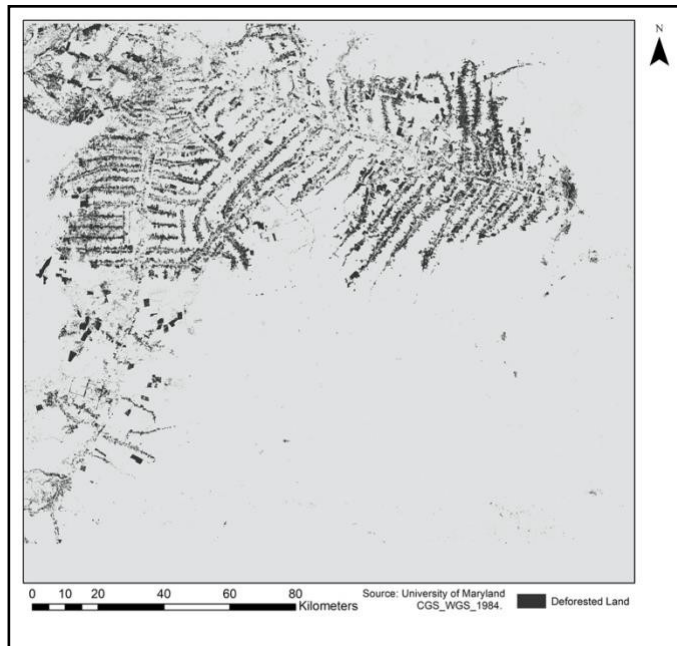 N
0 10 20 40 60 80
Kilometers
Source: University of Maryland
CGS_WGS_1984.
Deforested Land